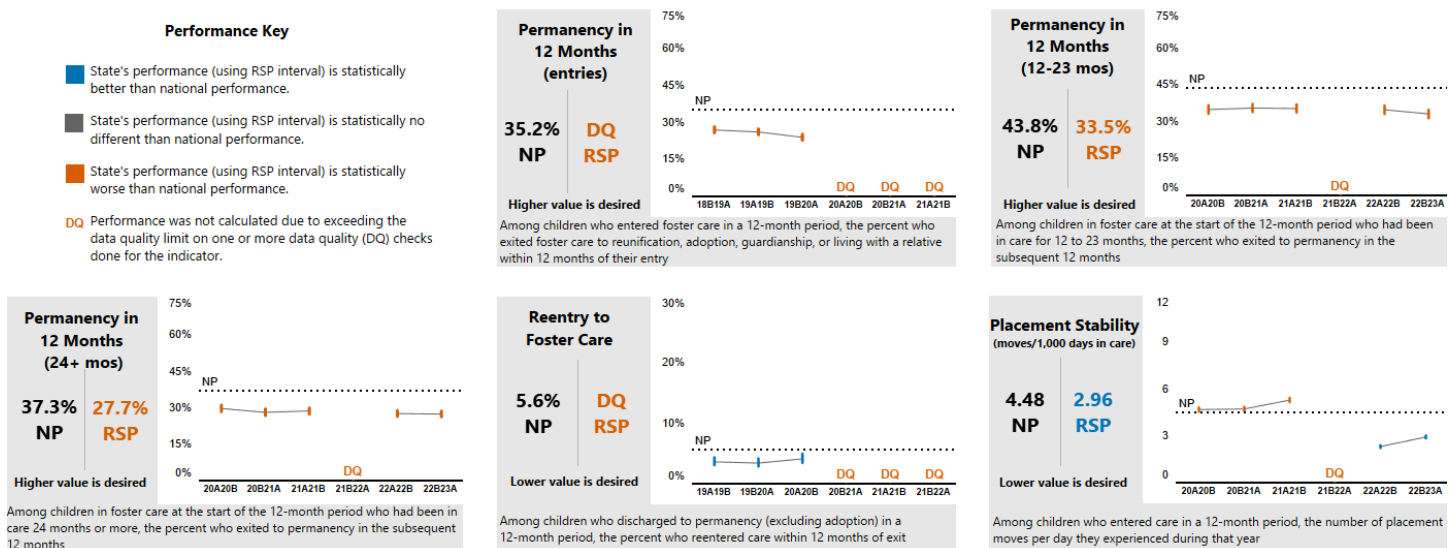 Performance Key
State's performance (using RSP interval) is statistically
better than national performance.
State's performance (using RSP interval) is statistically no
different than national performance.
State's performance (using RSP interval) is statistically
worse than national performance.
DQ Performance was not calculated due to exceeding the
data quality limit on one or more data quality (DQ) checks
done for the indicator.
Permanency in
12 Months
(entries)
35.2% DQ
NP RSP
Higher value is desired
75%
60%
45%
NP
30%
15%
0%
DQ DQ DQ
18B19A 19A19B 19B20A 20A20B 20B21A 21A21B
Among children who entered foster care in a 12-month period, the percent who
exited foster care to reunification, adoption, guardianship, or living with a relative
within 12 months of their entry
Permanency in
12 Months
(12-23 mos)
43.8% 33.5%
NP RSP
Higher value is desired
75%
60%
45%
NP
30%
15%
0%
DQ
20A20B 20B21A 21A21B 21B22A 22A22B 22B23A
Among children in foster care at the start of the 12-month period who had been
in care for 12 to 23 months, the percent who exited to permanency in the
subsequent 12 months
Permanency in
12 Months
(24+ mos)
37.3% 27.7%
NP RSP
Higher value is desired
75%
60%
45%
NP
30%
15%
0%
DQ
20A20B 20B21A 21A21B 21B22A 22A22B 22B23A
Among children in foster care at the start of the 12-month period who had been in
care 24 months or more, the percent who exited to permanency in the subsequent
12 months
Reentry to
Foster Care
5.6% DQ
NP RSP
Lower value is desired
30%
20%
10%
NP
0%
DQ DQ DQ
19A19B 19B20A 20A20B 20B21A 21A21B 21B22A
Among children who discharged to permanency (excluding adoption) in a
12-month period, the percent who reentered care within 12 months of exit
Placement Stability
(moves/1,000 days in care)
4.48 2.96
NP RSP
Lower value is desired
12
9
6
NP
3
0
DQ
20A20B 20B21A 21A21B 21B22A 22A22B 22B23A
Among children who entered care in a 12-month period, the number of placement
moves per day they experienced during that year